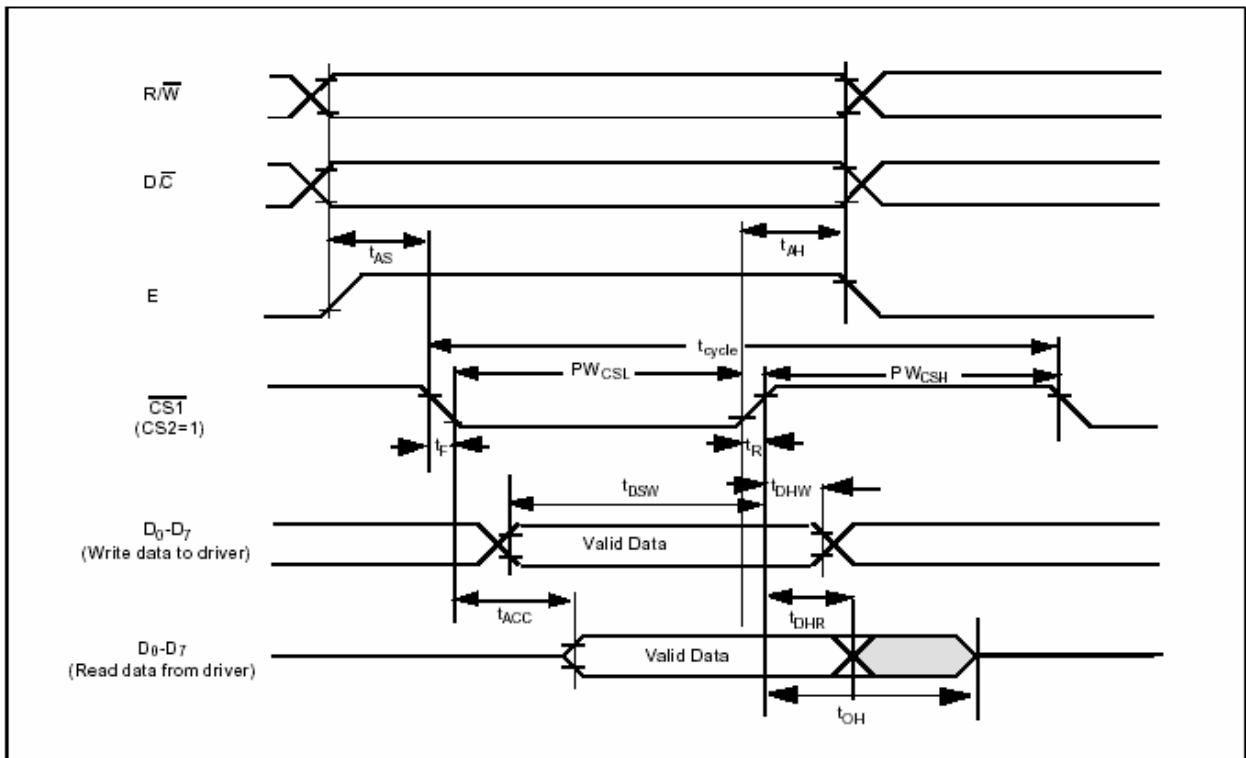 R/W̅
D/C̅
tAS
tAH
E
tcycle
PWCSL
PWCSH
C̅S̅1̅
(CS2=1)
tF
tR
tDSW
tDHW
D0-D7
(Write data to driver)
Valid Data
tACC
tDHR
D0-D7
(Read data from driver)
Valid Data
tOH